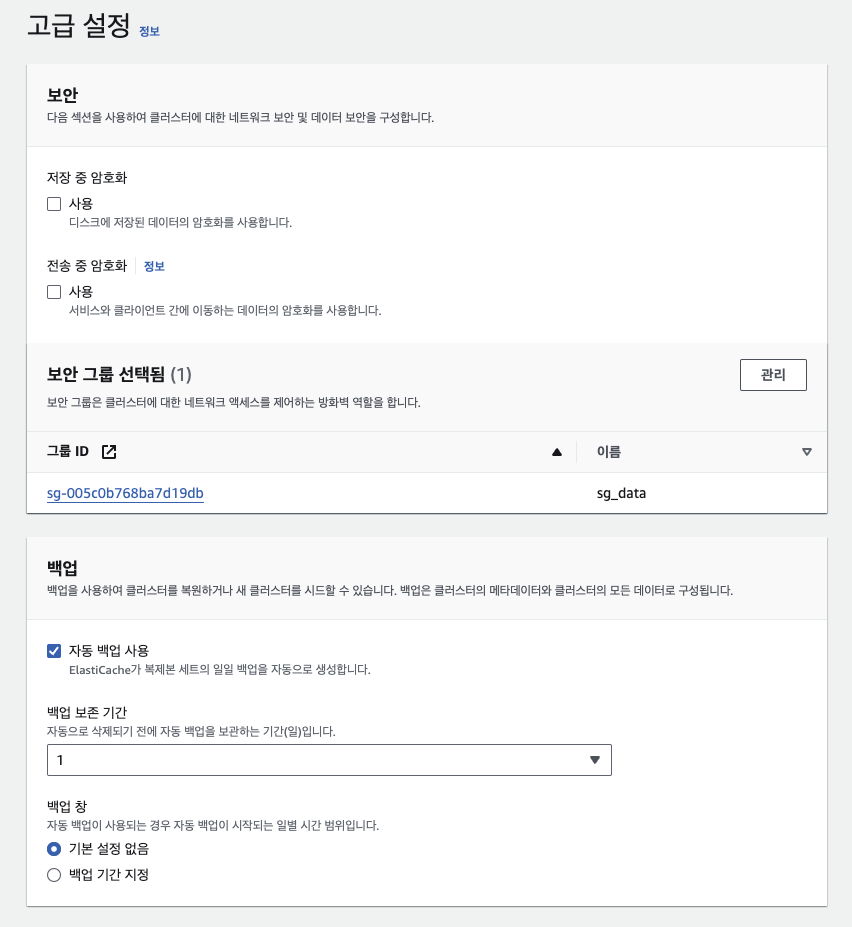 고급 설정 정보
보안
다음 섹션을 사용하여 클러스터에 대한 네트워크 보안 및 데이터 보안을 구성합니다.
저장 중 암호화
사용
디스크에 저장된 데이터의 암호화를 사용합니다.
전송 중 암호화 정보
사용
서비스와 클라이언트 간에 이동하는 데이터의 암호화를 사용합니다.
보안 그룹 선택됨 (1) 관리
보안 그룹은 클러스터에 대한 네트워크 액세스를 제어하는 방화벽 역할을 합니다.
그룹 ID 이름
sg-005c0b768ba7d19db sg_data
백업
백업을 사용하여 클러스터를 복원하거나 새 클러스터를 시드할 수 있습니다. 백업은 클러스터의 메타데이터와 클러스터의 모든 데이터로 구성됩니다.
자동 백업 사용
ElastiCache가 복제본 세트의 일일 백업을 자동으로 생성합니다.
백업 보존 기간
자동으로 삭제되기 전에 자동 백업을 보관하는 기간(일)입니다.
1
백업 창
자동 백업이 사용되는 경우 자동 백업이 시작되는 일별 시간 범위입니다.
기본 설정 없음
백업 기간 지정